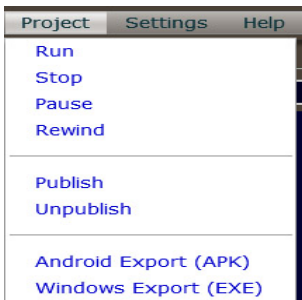 Project Settings Help
Run
Stop
Pause
Rewind
Publish
Unpublish
Android Export (APK)
Windows Export (EXE)